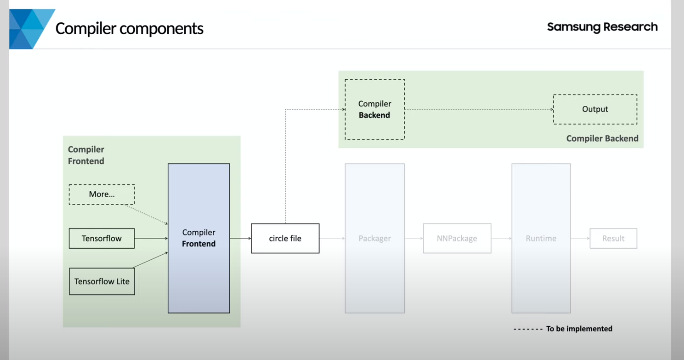 Compiler components
Samsung Research
Compiler
Backend
Output
Compiler Backend
Compiler
Frontend
More...
Tensorflow
Tensorflow Lite
Compiler
Frontend
circle file
Packager
NNPackage
Runtime
Result
To be implemented